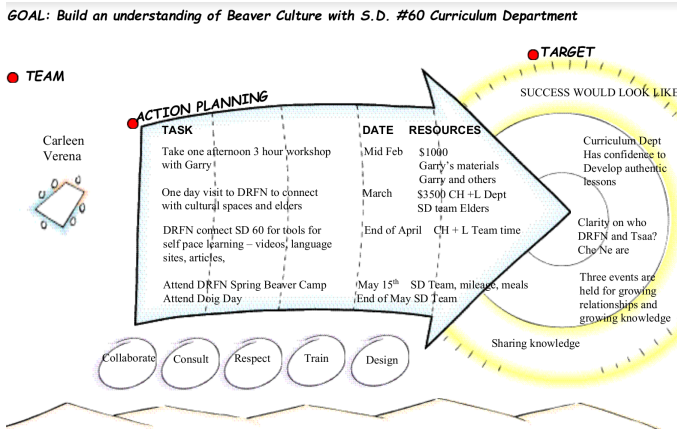 GOAL: Build an understanding of Beaver Culture with S.D. #60 Curriculum Department
TARGET
TEAM
SUCCESS WOULD LOOK LIKE
ACTION PLANNING
TASK DATE RESOURCES
Carleen
Verena
Take one afternoon 3 hour workshop Mid Feb $1000
with Garry Garry's materials
Garry and others
One day visit to DRFN to connect March $3500 CH +L Dept
with cultural spaces and elders SD team Elders
DRFN connect SD 60 for tools for End of April CH + L Team time
self pace learning – videos, language
sites, articles,
Attend DRFN Spring Beaver Camp May 15th SD Team, mileage, meals
Attend Doig Day End of May SD Team
Curriculum Dept
Has confidence to
Develop authentic
lessons
Clarity on who
DRFN and Tsaa?
Che Ne are
Three events are
held for growing
relationships and
growing knowledge
Sharing knowledge
Collaborate Consult Respect Train Design